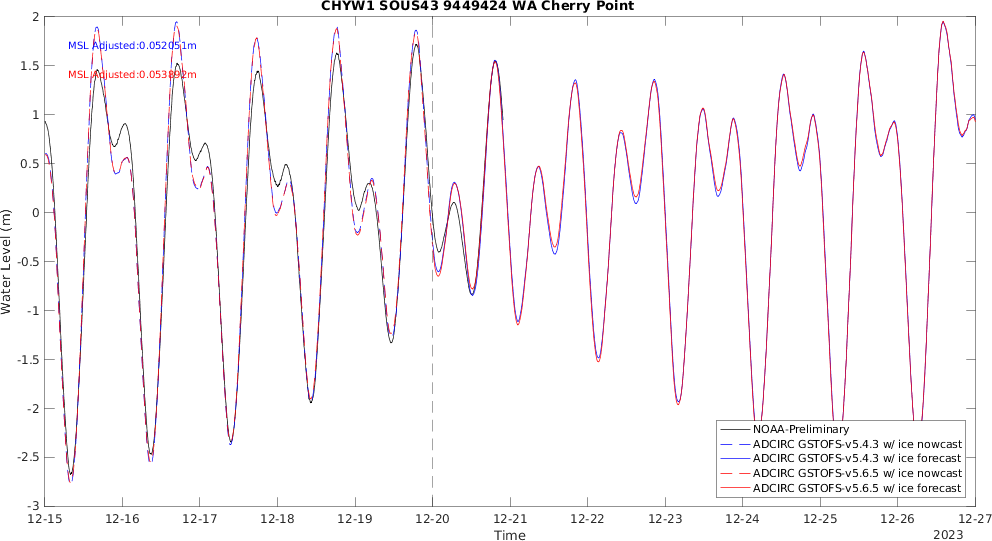 CHYW1 SOUS43 9449424 WA Cherry Point
MSL Adjusted:0.052051m
MSL Adjusted:0.053892m
Water Level (m)
2
1.5
1
0.5
0
-0.5
-1
-1.5
-2
-2.5
-3
NOAA-Preliminary
ADCIRC GSTOFS-v5.4.3 w/ ice nowcast
ADCIRC GSTOFS-v5.4.3 w/ ice forecast
ADCIRC GSTOFS-v5.6.5 w/ ice nowcast
ADCIRC GSTOFS-v5.6.5 w/ ice forecast
12-15 12-16 12-17 12-18 12-19 12-20 12-21 12-22 12-23 12-24 12-25 12-26 12-27
Time
2023